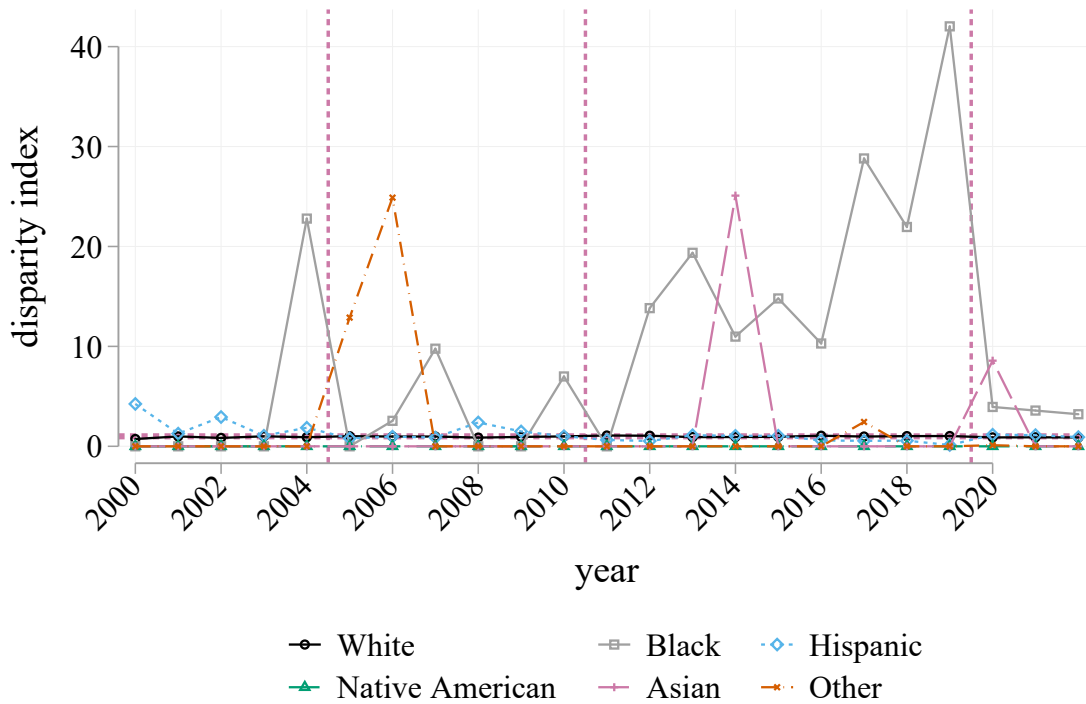 disparity index
40
30
20
10
0
2000 2002 2004 2006 2008 2010 2012 2014 2016 2018 2020
year
White Black Hispanic
Native American Asian Other